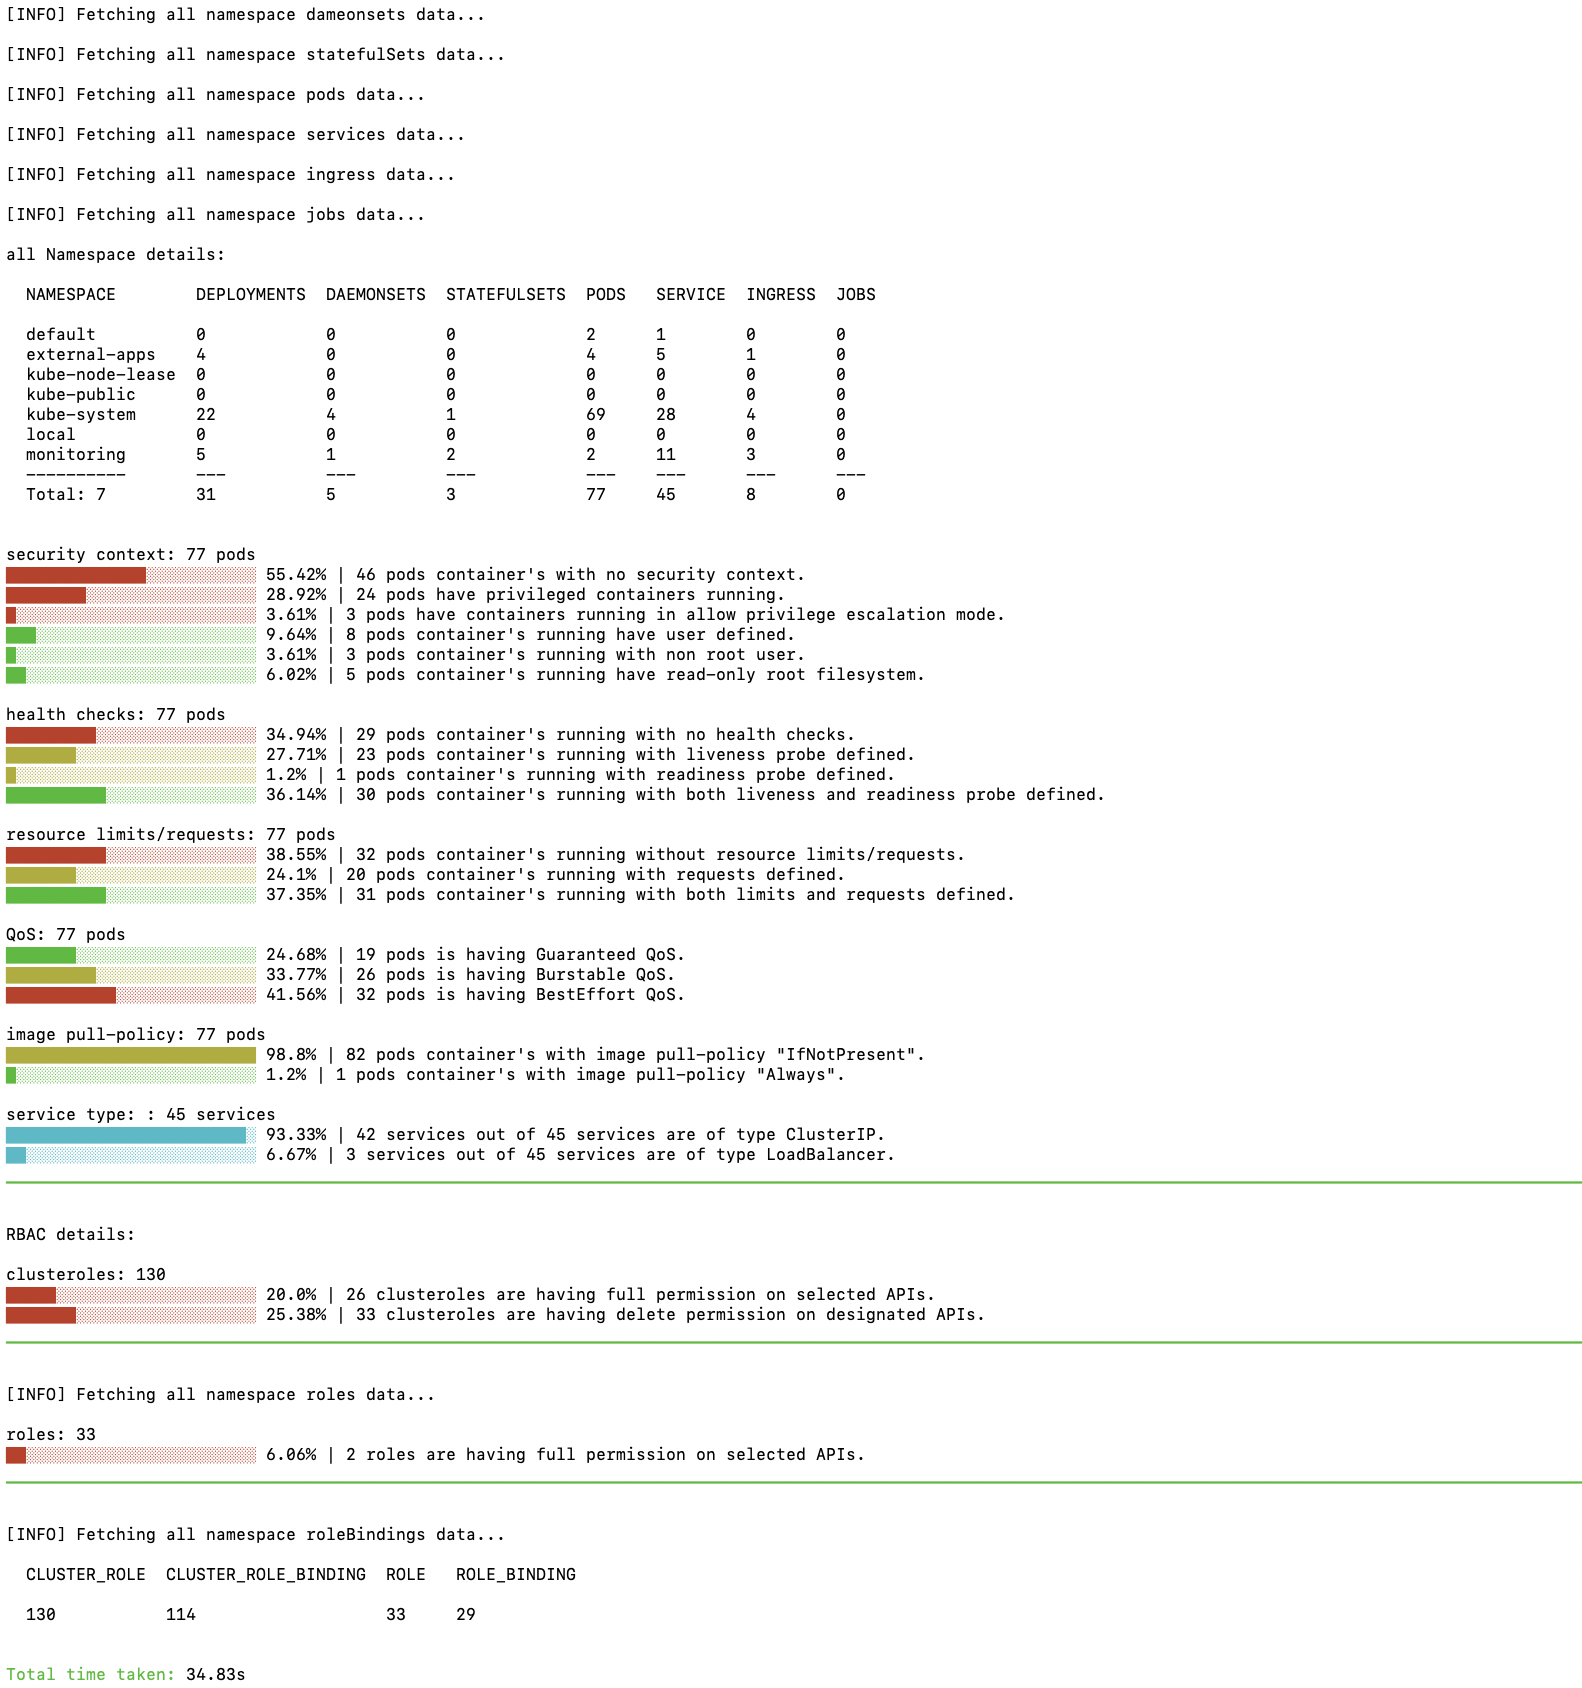 [INFO] Fetching all namespace dameonsets data...
[INFO] Fetching all namespace statefulSets data...
[INFO] Fetching all namespace pods data...
[INFO] Fetching all namespace services data...
[INFO] Fetching all namespace ingress data...
[INFO] Fetching all namespace jobs data...
all Namespace details:
NAMESPACE DEPLOYMENTS DAEMONSETS STATEFULSETS PODS SERVICE INGRESS JOBS
default 0 0 0 2 1 0 0
external-apps 4 0 0 4 5 1 0
kube-node-lease 0 0 0 0 0 0 0
kube-public 0 0 0 0 0 0 0
kube-system 22 4 1 69 28 4 0
local 0 0 0 0 0 0 0
monitoring 5 1 2 2 11 3 0
---------- --- --- --- --- --- --- ---
Total: 7 31 5 3 77 45 8 0
security context: 77 pods
55.42% | 46 pods container's with no security context.
28.92% | 24 pods have privileged containers running.
3.61% | 3 pods have containers running in allow privilege escalation mode.
9.64% | 8 pods container's running have user defined.
3.61% | 3 pods container's running with non root user.
6.02% | 5 pods container's running have read-only root filesystem.
health checks: 77 pods
34.94% | 29 pods container's running with no health checks.
27.71% | 23 pods container's running with liveness probe defined.
1.2% | 1 pods container's running with readiness probe defined.
36.14% | 30 pods container's running with both liveness and readiness probe defined.
resource limits/requests: 77 pods
38.55% | 32 pods container's running without resource limits/requests.
24.1% | 20 pods container's running with requests defined.
37.35% | 31 pods container's running with both limits and requests defined.
QoS: 77 pods
24.68% | 19 pods is having Guaranteed QoS.
33.77% | 26 pods is having Burstable QoS.
41.56% | 32 pods is having BestEffort QoS.
image pull-policy: 77 pods
98.8% | 82 pods container's with image pull-policy "IfNotPresent".
1.2% | 1 pods container's with image pull-policy "Always".
service type: : 45 services
93.33% | 42 services out of 45 services are of type ClusterIP.
6.67% | 3 services out of 45 services are of type LoadBalancer.
RBAC details:
clusteroles: 130
20.0% | 26 clusteroles are having full permission on selected APIs.
25.38% | 33 clusteroles are having delete permission on designated APIs.
[INFO] Fetching all namespace roles data...
roles: 33
6.06% | 2 roles are having full permission on selected APIs.
[INFO] Fetching all namespace roleBindings data...
CLUSTER_ROLE CLUSTER_ROLE_BINDING ROLE ROLE_BINDING
130 114 33 29
Total time taken: 34.83s